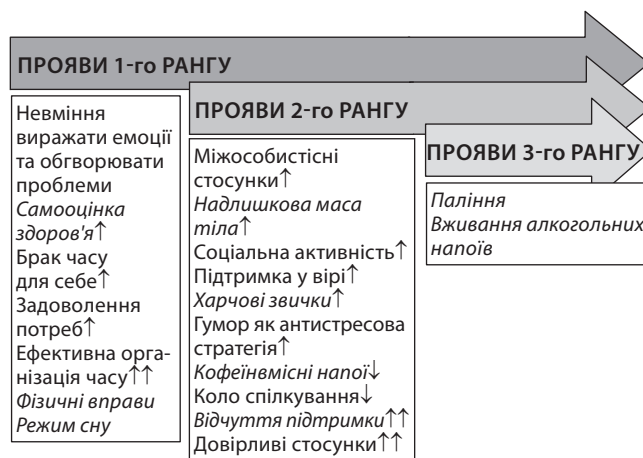 ПРОЯВИ 1-го РАНГУ
Невміння
виражати емоції
та обгворювати
проблеми
Самооцінка
здоров'я↑
Брак часу
для себе↑
Задоволення
потреб↑
Ефективна орга-
нізація часу↑↑
Фізичні вправи
Режим сну
ПРОЯВИ 2-го РАНГУ
Міжособистісні
стосунки↑
Надлишкова маса
тіла↑
Соціальна активність↑
Підтримка у вірі↑
Харчові звички↑
Гумор як антистресова
стратегія↑
Кофеїнвмісні напої↓
Коло спілкування↓
Відчуття підтримки↑↑
Довірливі стосунки↑↑
ПРОЯВИ 3-го РАНГУ
Паління
Вживання алкогольних
напоїв